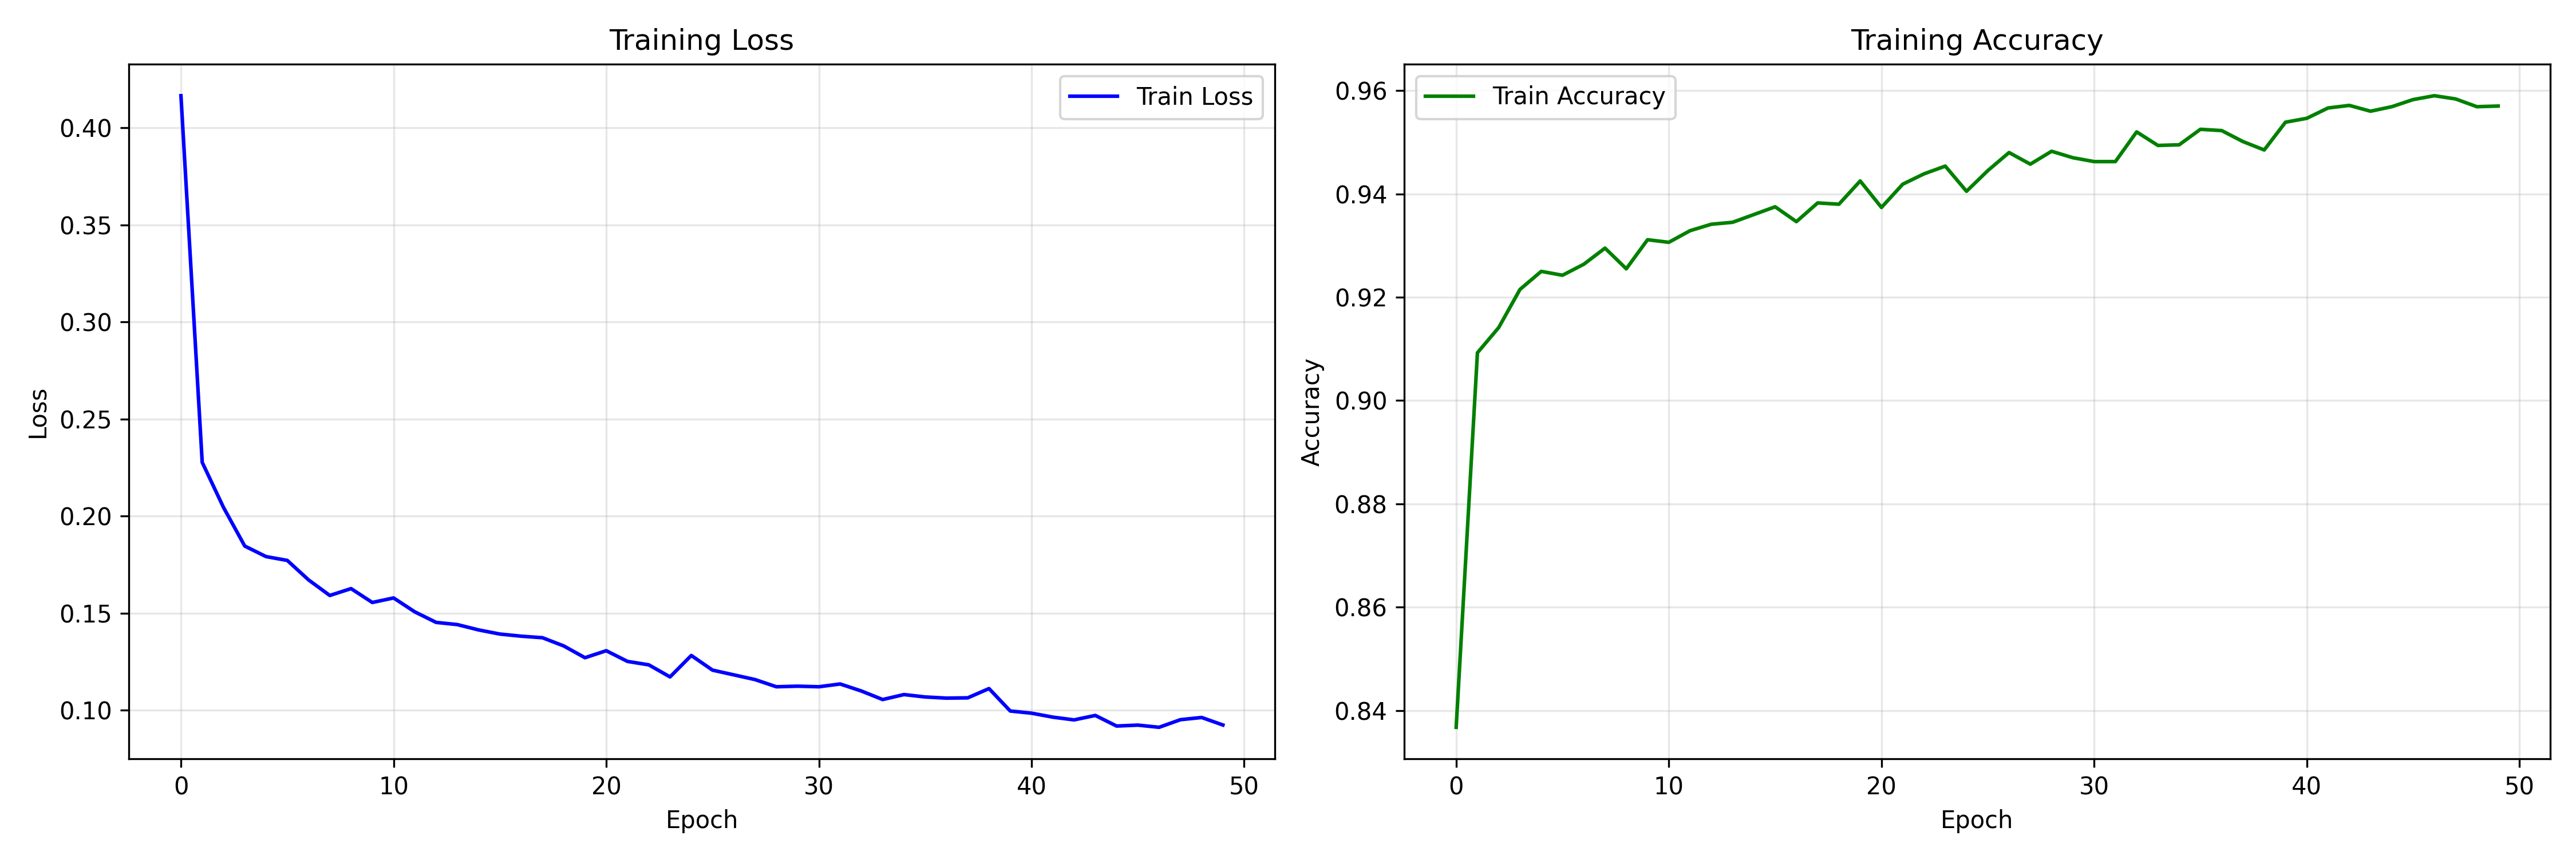 Training Loss
Train Loss
0.40
0.35
0.30
0.25
0.20
0.15
0.10
Loss
0 10 20 30 40 50
Epoch
Training Accuracy
Train Accuracy
0.96
0.94
0.92
0.90
0.88
0.86
0.84
Accuracy
0 10 20 30 40 50
Epoch